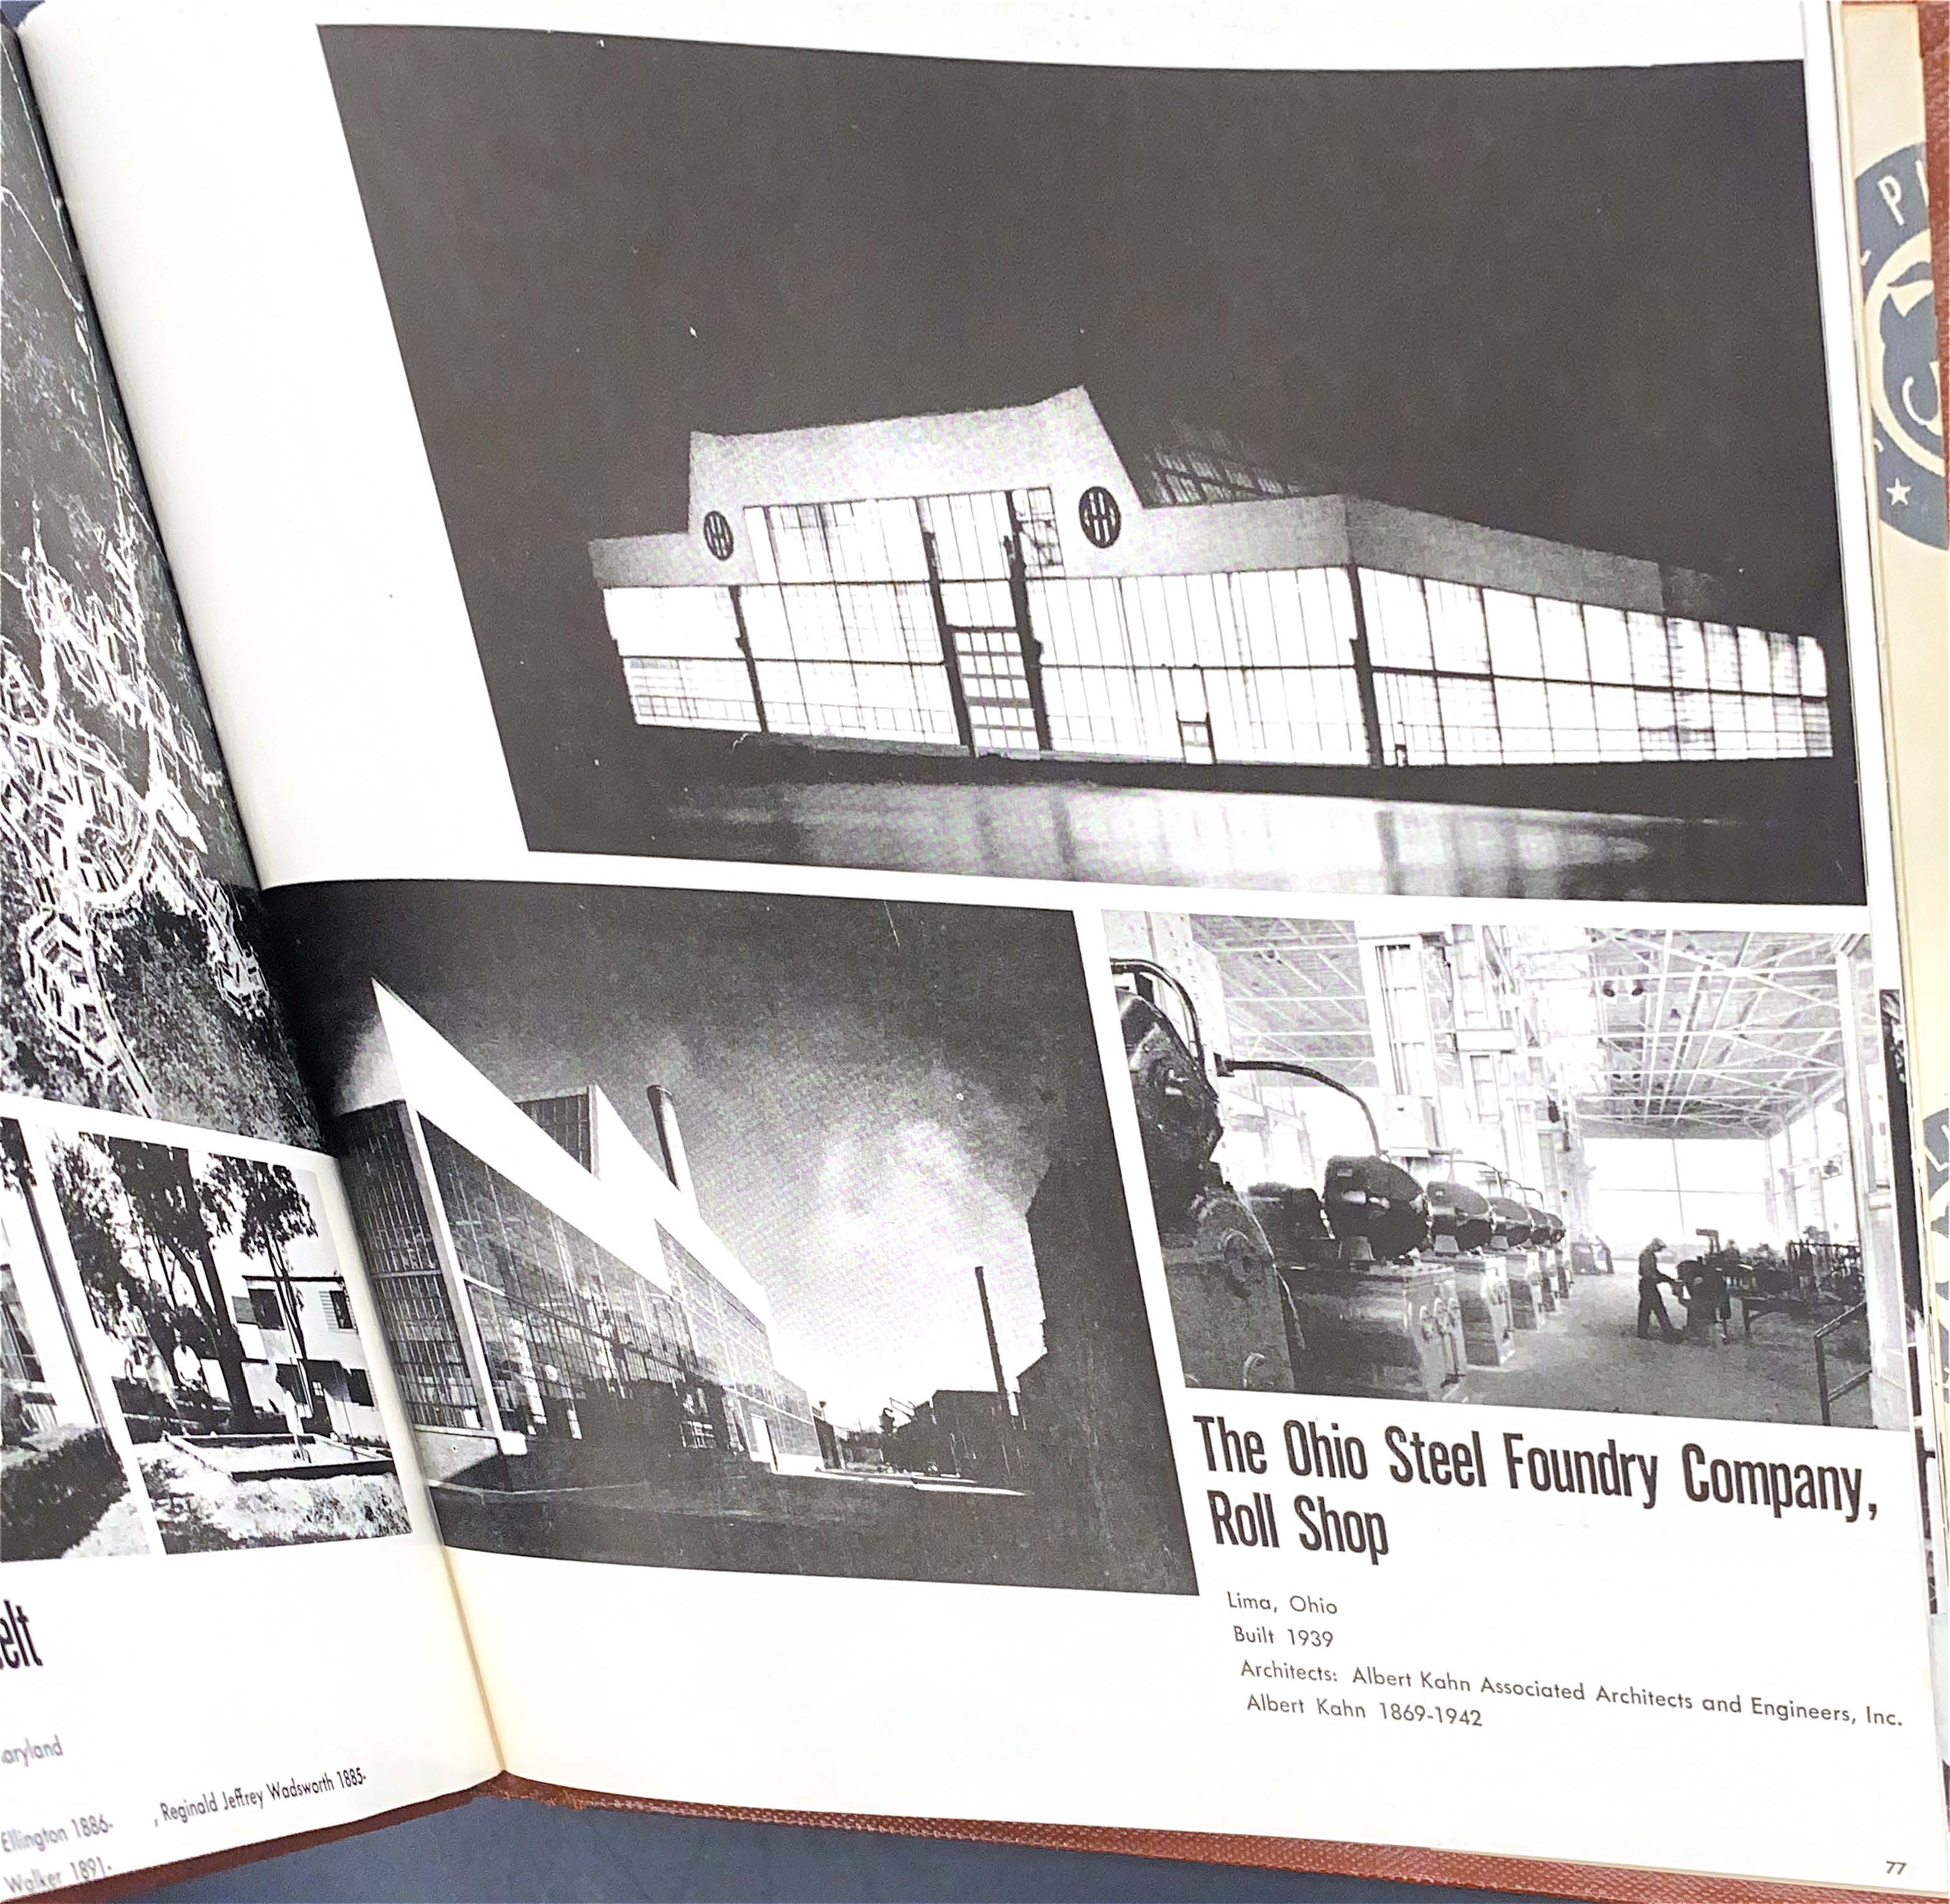 elt
aryland
, Reginald Jeffrey Wadsworth 1885-
Ellington 1886-
Walker 1891-
The Ohio Steel Foundry Company,
Roll Shop
Lima, Ohio
Built 1939
Architects: Albert Kahn Associated Architects and Engineers, Inc.
Albert Kahn 1869-1942
77